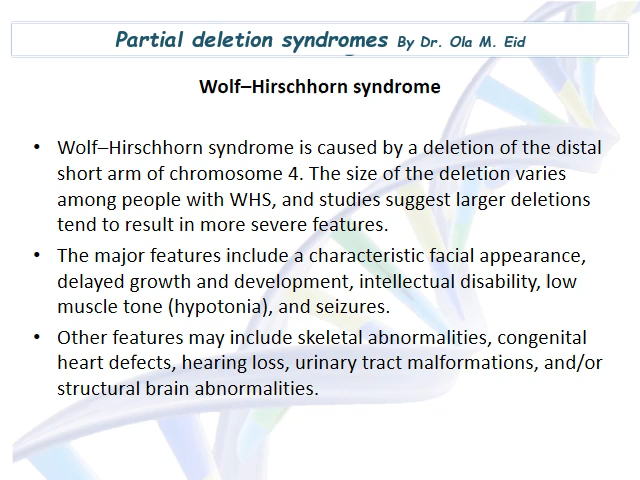 Partial deletion syndromes By Dr. Ola M. Eid
Wolf–Hirschhorn syndrome
• Wolf–Hirschhorn syndrome is caused by a deletion of the distal
short arm of chromosome 4. The size of the deletion varies
among people with WHS, and studies suggest larger deletions
tend to result in more severe features.
• The major features include a characteristic facial appearance,
delayed growth and development, intellectual disability, low
muscle tone (hypotonia), and seizures.
• Other features may include skeletal abnormalities, congenital
heart defects, hearing loss, urinary tract malformations, and/or
structural brain abnormalities.